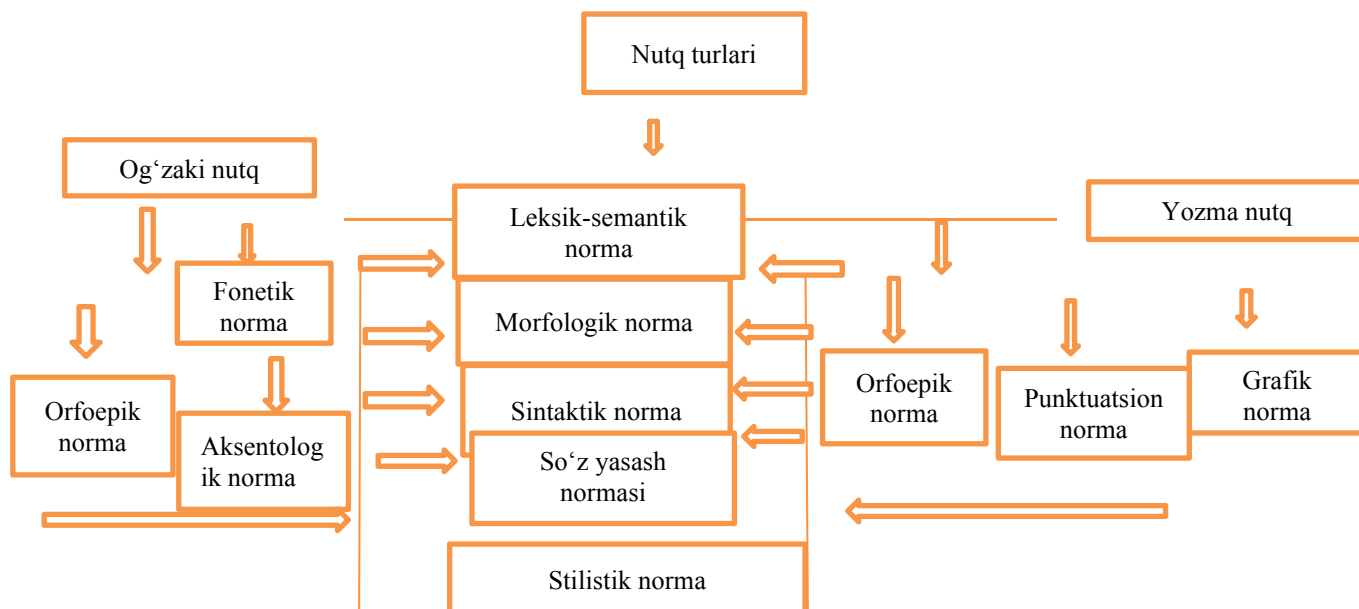 Nutq turlari
Og‘zaki nutq
Leksik-semantik
norma
Yozma nutq
Fonetik
norma
Morfologik norma
Orfoepik
norma
Aksentolog
ik norma
Sintaktik norma
So‘z yasash
normasi
Orfoepik
norma
Punktuatsion
norma
Grafik
norma
Stilistik norma